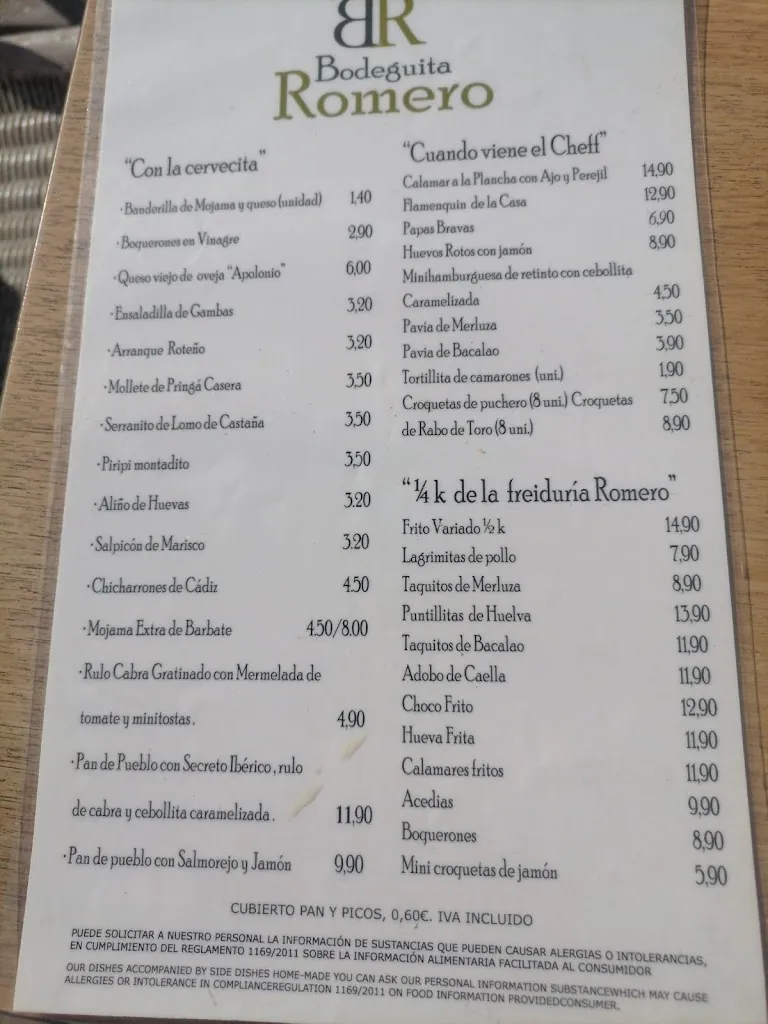 BR
Bodeguita
Romero
"Con la cervecita"
·Banderilla de Mojama y queso (unidad) 1,40
·Boquerones en Vinagre 2,90
·Queso viejo de oveja "Apolonio" 6,00
·Ensaladilla de Gambas 3,20
·Arranque Roteño 3,20
·Mollete de Pringá Casera 3,50
·Serranito de Lomo de Castaña 3,50
·Piripi montadito 3,50
·Aliño de Huevas 3.20
·Salpicón de Marisco 3.20
·Chicharrones de Cádiz 4.50
·Mojama Extra de Barbate 4.50/8.00
·Rulo Cabra Gratinado con Mermelada de
tomate y minitostas. 4,90
·Pan de Pueblo con Secreto Ibérico, rulo
de cabra y cebollita caramelizada. 11,90
·Pan de pueblo con Salmorejo y Jamón 9,90
"Cuando viene el Cheff"
Calamar a la Plancha con Ajo y Perejil 14,90
Flamenquin de la Casa 12,90
Papas Bravas 6,90
Huevos Rotos con jamón 8,90
Minihamburguesa de retinto con cebollita
Caramelizada 4,50
Pavia de Merluza 3,50
Pavia de Bacalao 3,90
Tortillita de camarones (uni.) 1,90
Croquetas de puchero (8 uni.) Croquetas 7,50
de Rabo de Toro (8 uni.) 8,90
"¼ k de la freiduría Romero"
Frito Variado ½ k 14,90
Lagrimitas de pollo 7,90
Taquitos de Merluza 8,90
Puntillitas de Huelva 13,90
Taquitos de Bacalao 11,90
Adobo de Caella 11,90
Choco Frito 12,90
Hueva Frita 11,90
Calamares fritos 11,90
Acedias 9,90
Boquerones 8,90
Mini croquetas de jamón 5,90
CUBIERTO PAN Y PICOS, 0,60€. IVA INCLUIDO
PUEDE SOLICITAR A NUESTRO PERSONAL LA INFORMACIÓN DE SUSTANCIAS QUE PUEDEN CAUSAR ALERGIAS O INTOLERANCIAS,
EN CUMPLIMIENTO DEL REGLAMENTO 1169/2011 SOBRE LA INFORMACIÓN ALIMENTARIA FACILITADA AL CONSUMIDOR
OUR DISHES ACCOMPANIED BY SIDE DISHES HOME-MADE YOU CAN ASK OUR PERSONAL INFORMATION SUBSTANCEWHICH MAY CAUSE
ALLERGIES OR INTOLERANCE IN COMPLIANCEREGULATION 1169/2011 ON FOOD INFORMATION PROVIDEDCONSUMER.